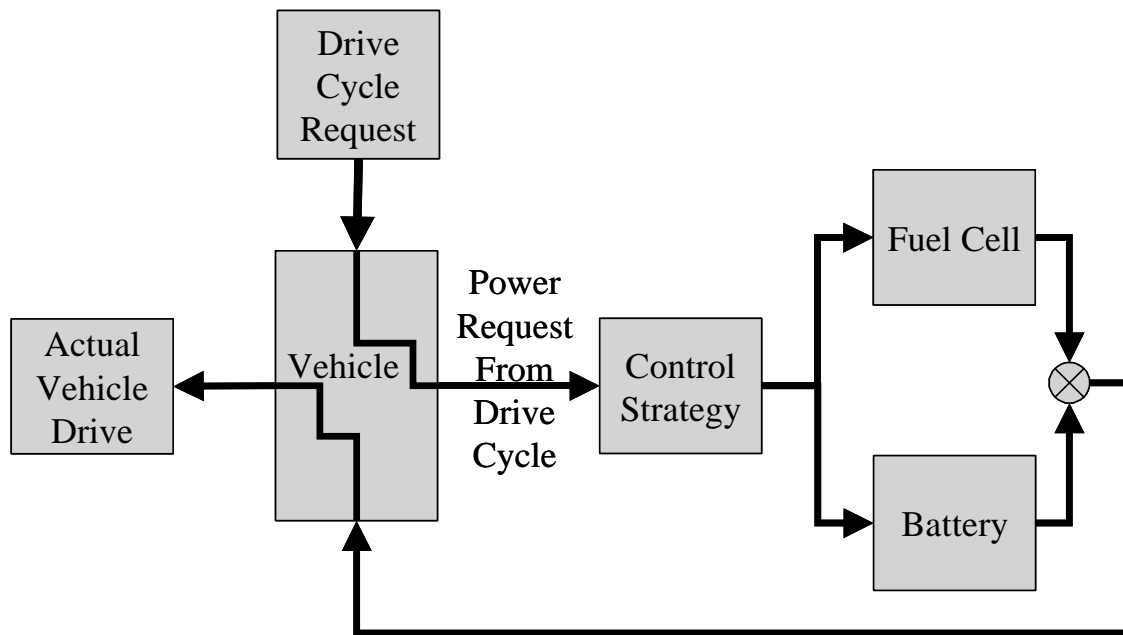 Drive
Cycle
Request
Actual
Vehicle
Drive
Vehicle
Power
Request
From
Drive
Cycle
Control
Strategy
Fuel Cell
Battery